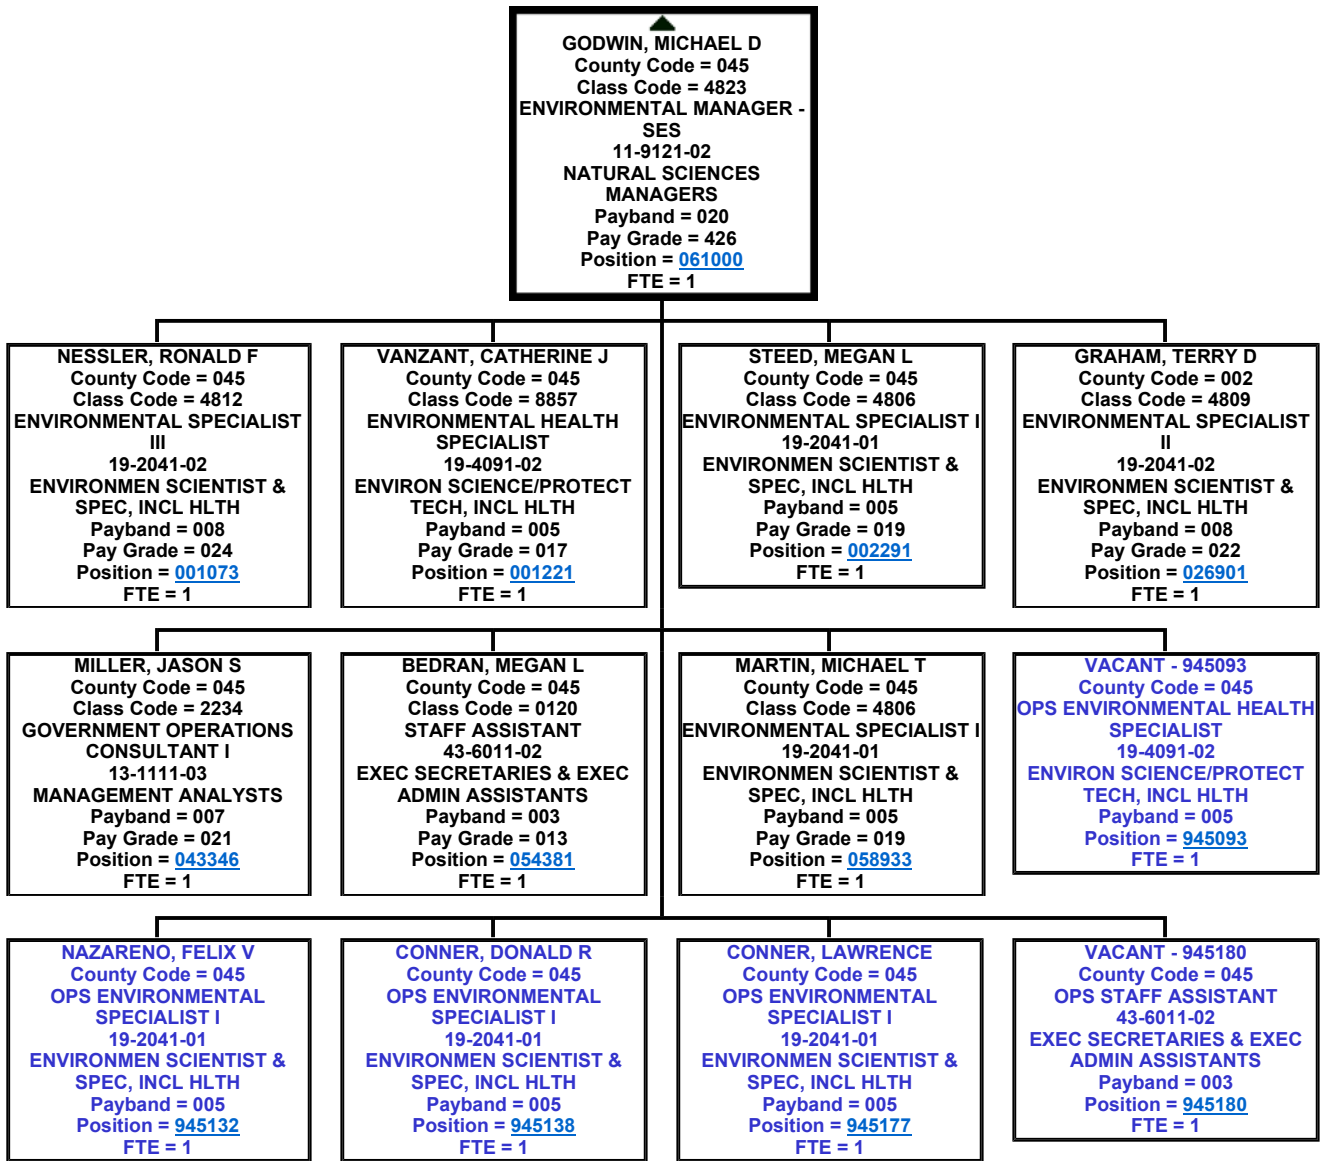 GODWIN, MICHAEL D
County Code = 045
Class Code = 4823
ENVIRONMENTAL MANAGER -
SES
11-9121-02
NATURAL SCIENCES
MANAGERS
Payband = 020
Pay Grade = 426
Position = 061000
FTE = 1
NESSLER, RONALD F
County Code = 045
Class Code = 4812
ENVIRONMENTAL SPECIALIST
III
19-2041-02
ENVIRONMEN SCIENTIST &
SPEC, INCL HLTH
Payband = 008
Pay Grade = 024
Position = 001073
FTE = 1
VANZANT, CATHERINE J
County Code = 045
Class Code = 8857
ENVIRONMENTAL HEALTH
SPECIALIST
19-4091-02
ENVIRON SCIENCE/PROTECT
TECH, INCL HLTH
Payband = 005
Pay Grade = 017
Position = 001221
FTE = 1
STEED, MEGAN L
County Code = 045
Class Code = 4806
ENVIRONMENTAL SPECIALIST I
19-2041-01
ENVIRONMEN SCIENTIST &
SPEC, INCL HLTH
Payband = 005
Pay Grade = 019
Position = 002291
FTE = 1
GRAHAM, TERRY D
County Code = 002
Class Code = 4809
ENVIRONMENTAL SPECIALIST
II
19-2041-02
ENVIRONMEN SCIENTIST &
SPEC, INCL HLTH
Payband = 008
Pay Grade = 022
Position = 026901
FTE = 1
MILLER, JASON S
County Code = 045
Class Code = 2234
GOVERNMENT OPERATIONS
CONSULTANT I
13-1111-03
MANAGEMENT ANALYSTS
Payband = 007
Pay Grade = 021
Position = 043346
FTE = 1
BEDRAN, MEGAN L
County Code = 045
Class Code = 0120
STAFF ASSISTANT
43-6011-02
EXEC SECRETARIES & EXEC
ADMIN ASSISTANTS
Payband = 003
Pay Grade = 013
Position = 054381
FTE = 1
MARTIN, MICHAEL T
County Code = 045
Class Code = 4806
ENVIRONMENTAL SPECIALIST I
19-2041-01
ENVIRONMEN SCIENTIST &
SPEC, INCL HLTH
Payband = 005
Pay Grade = 019
Position = 058933
FTE = 1
VACANT - 945093
County Code = 045
OPS ENVIRONMENTAL HEALTH
SPECIALIST
19-4091-02
ENVIRON SCIENCE/PROTECT
TECH, INCL HLTH
Payband = 005
Position = 945093
FTE = 1
NAZARENO, FELIX V
County Code = 045
OPS ENVIRONMENTAL
SPECIALIST I
19-2041-01
ENVIRONMEN SCIENTIST &
SPEC, INCL HLTH
Payband = 005
Position = 945132
FTE = 1
CONNER, DONALD R
County Code = 045
OPS ENVIRONMENTAL
SPECIALIST I
19-2041-01
ENVIRONMEN SCIENTIST &
SPEC, INCL HLTH
Payband = 005
Position = 945138
FTE = 1
CONNER, LAWRENCE
County Code = 045
OPS ENVIRONMENTAL
SPECIALIST I
19-2041-01
ENVIRONMEN SCIENTIST &
SPEC, INCL HLTH
Payband = 005
Position = 945177
FTE = 1
VACANT - 945180
County Code = 045
OPS STAFF ASSISTANT
43-6011-02
EXEC SECRETARIES & EXEC
ADMIN ASSISTANTS
Payband = 003
Position = 945180
FTE = 1